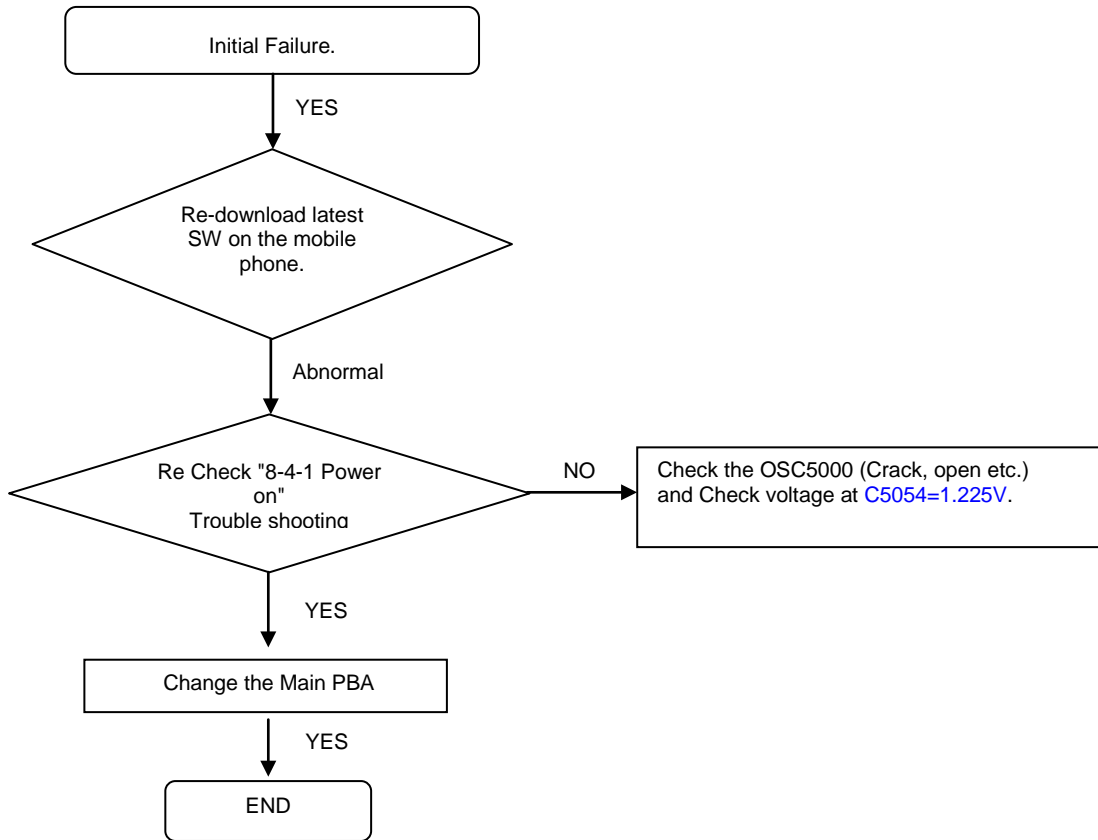 Initial Failure.
YES
Re-download latest
SW on the mobile
phone.
Abnormal
Re Check "8-4-1 Power
on"
Trouble shooting
NO
Check the OSC5000 (Crack, open etc.)
and Check voltage at C5054=1.225V.
YES
Change the Main PBA
YES
END